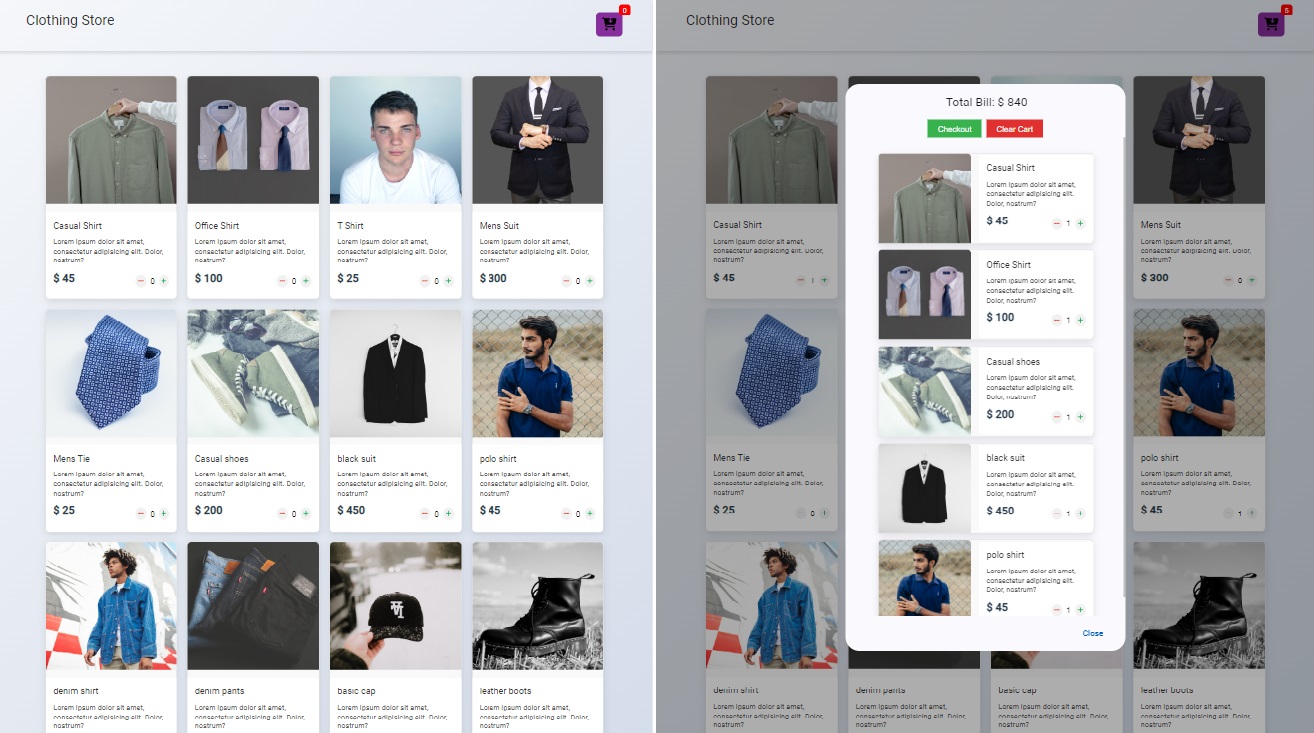 Clothing Store
0
Casual Shirt
Lorem ipsum dolor sit amet,
consectetur adipisicing elit. Dolor,
nostrum?
$ 45
− 0 +
Office Shirt
Lorem ipsum dolor sit amet,
consectetur adipisicing elit. Dolor,
nostrum?
$ 100
− 0 +
T Shirt
Lorem ipsum dolor sit amet,
consectetur adipisicing elit. Dolor,
nostrum?
$ 25
− 0 +
Mens Suit
Lorem ipsum dolor sit amet,
consectetur adipisicing elit. Dolor,
nostrum?
$ 300
− 0 +
Mens Tie
Lorem ipsum dolor sit amet,
consectetur adipisicing elit. Dolor,
nostrum?
$ 25
− 0 +
Casual shoes
Lorem ipsum dolor sit amet,
consectetur adipisicing elit. Dolor,
nostrum?
$ 200
− 0 +
black suit
Lorem ipsum dolor sit amet,
consectetur adipisicing elit. Dolor,
nostrum?
$ 450
− 0 +
polo shirt
Lorem ipsum dolor sit amet,
consectetur adipisicing elit. Dolor,
nostrum?
$ 45
− 0 +
denim shirt
Lorem ipsum dolor sit amet,
consectetur adipisicing elit. Dolor,
nostrum?
denim pants
Lorem ipsum dolor sit amet,
consectetur adipisicing elit. Dolor,
nostrum?
basic cap
Lorem ipsum dolor sit amet,
consectetur adipisicing elit. Dolor,
nostrum?
leather boots
Lorem ipsum dolor sit amet,
consectetur adipisicing elit. Dolor,
nostrum?
Clothing Store
5
Casual Shirt
Lorem ipsum dolor sit amet,
consectetur adipisicing elit. Dolor,
nostrum?
$ 45
− 1 +
Mens Suit
Lorem ipsum dolor sit amet,
consectetur adipisicing elit. Dolor,
nostrum?
$ 300
− 0 +
Mens Tie
Lorem ipsum dolor sit amet,
consectetur adipisicing elit. Dolor,
nostrum?
$ 25
− 0 +
polo shirt
Lorem ipsum dolor sit amet,
consectetur adipisicing elit. Dolor,
nostrum?
$ 45
− 1 +
denim shirt
Lorem ipsum dolor sit amet,
consectetur adipisicing elit. Dolor,
nostrum?
denim pants
Lorem ipsum dolor sit amet,
consectetur adipisicing elit. Dolor,
nostrum?
basic cap
Lorem ipsum dolor sit amet,
consectetur adipisicing elit. Dolor,
nostrum?
leather boots
Lorem ipsum dolor sit amet,
consectetur adipisicing elit. Dolor,
nostrum?
Total Bill: $ 840
Checkout Clear Cart
Casual Shirt
Lorem ipsum dolor sit amet,
consectetur adipisicing elit.
Dolor, nostrum?
$ 45
− 1 +
Office Shirt
Lorem ipsum dolor sit amet,
consectetur adipisicing elit.
Dolor, nostrum?
$ 100
− 1 +
Casual shoes
Lorem ipsum dolor sit amet,
consectetur adipisicing elit.
Dolor, nostrum?
$ 200
− 1 +
black suit
Lorem ipsum dolor sit amet,
consectetur adipisicing elit.
Dolor, nostrum?
$ 450
− 1 +
polo shirt
Lorem ipsum dolor sit amet,
consectetur adipisicing elit.
Dolor, nostrum?
$ 45
− 1 +
Close